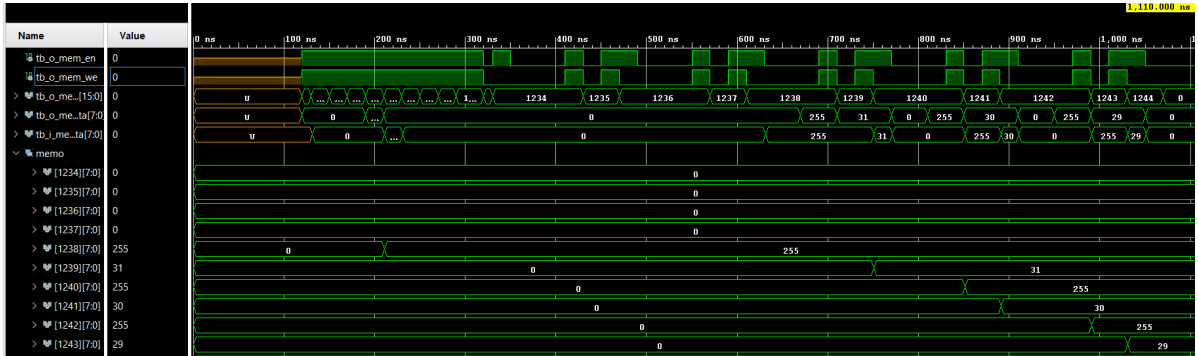 1,110.000 ns
Name Value 0 ns 100 ns 200 ns 300 ns 400 ns 500 ns 600 ns 700 ns 800 ns 900 ns 1,000 ns
tb_o_mem_en 0
tb_o_mem_we 0
tb_o_me...[15:0] 0 U ... ... ... ... ... ... ... ... 1... 1234 1235 1236 1237 1238 1239 1240 1241 1242 1243 1244 0
tb_o_me...ta[7:0] 0 U 0 ... 0 255 31 0 255 30 0 255 29 0
tb_i_me...ta[7:0] 0 U 0 ... 0 255 31 0 255 30 0 255 29 0
memo
[1234][7:0] 0 0
[1235][7:0] 0 0
[1236][7:0] 0 0
[1237][7:0] 0 0
[1238][7:0] 255 0 255
[1239][7:0] 31 0 31
[1240][7:0] 255 0 255
[1241][7:0] 30 0 30
[1242][7:0] 255 0 255
[1243][7:0] 29 0 29